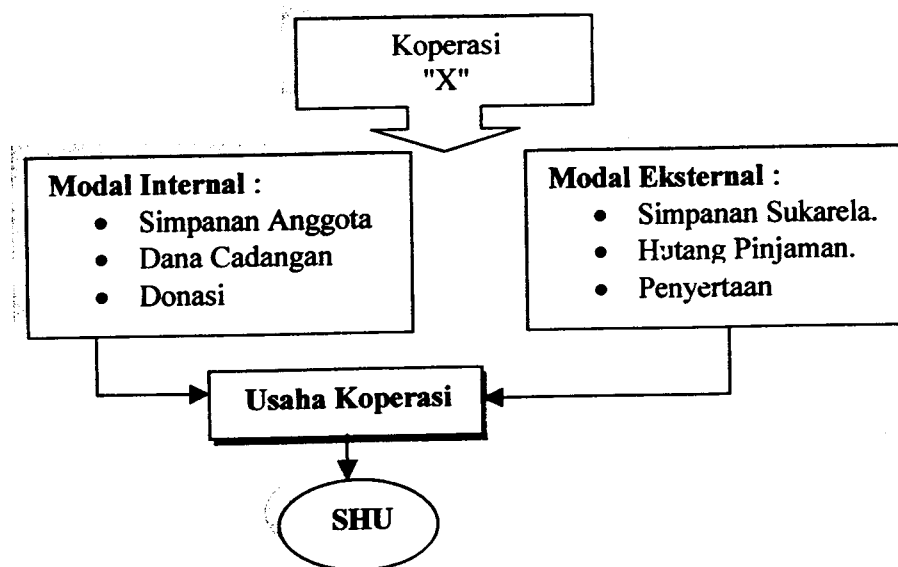 Koperasi
"X"
Modal Internal :
• Simpanan Anggota
• Dana Cadangan
• Donasi
Modal Eksternal :
• Simpanan Sukarela.
• Hutang Pinjaman.
• Penyertaan
Usaha Koperasi
SHU